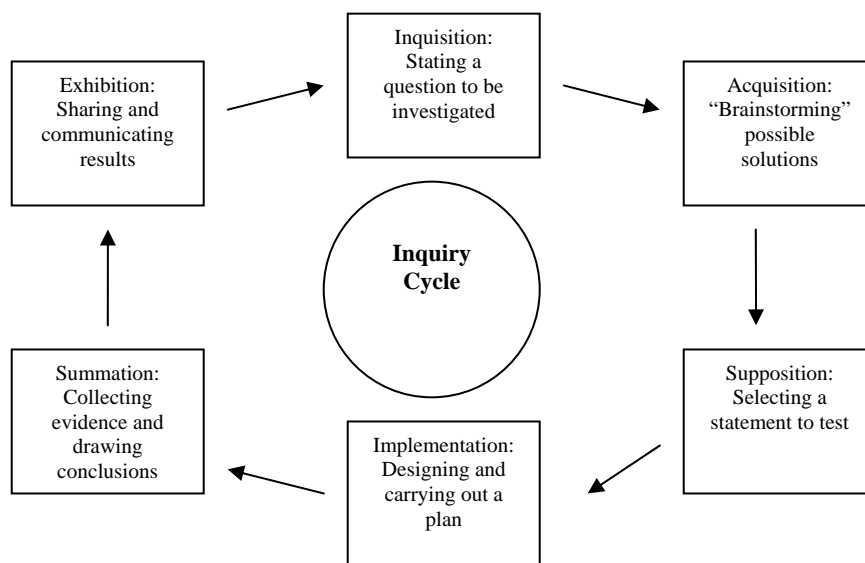 Inquisition:
Stating a
question to be
investigated
Acquisition:
“Brainstorming”
possible
solutions
Supposition:
Selecting a
statement to test
Implementation:
Designing and
carrying out a
plan
Summation:
Collecting
evidence and
drawing
conclusions
Exhibition:
Sharing and
communicating
results
Inquiry
Cycle